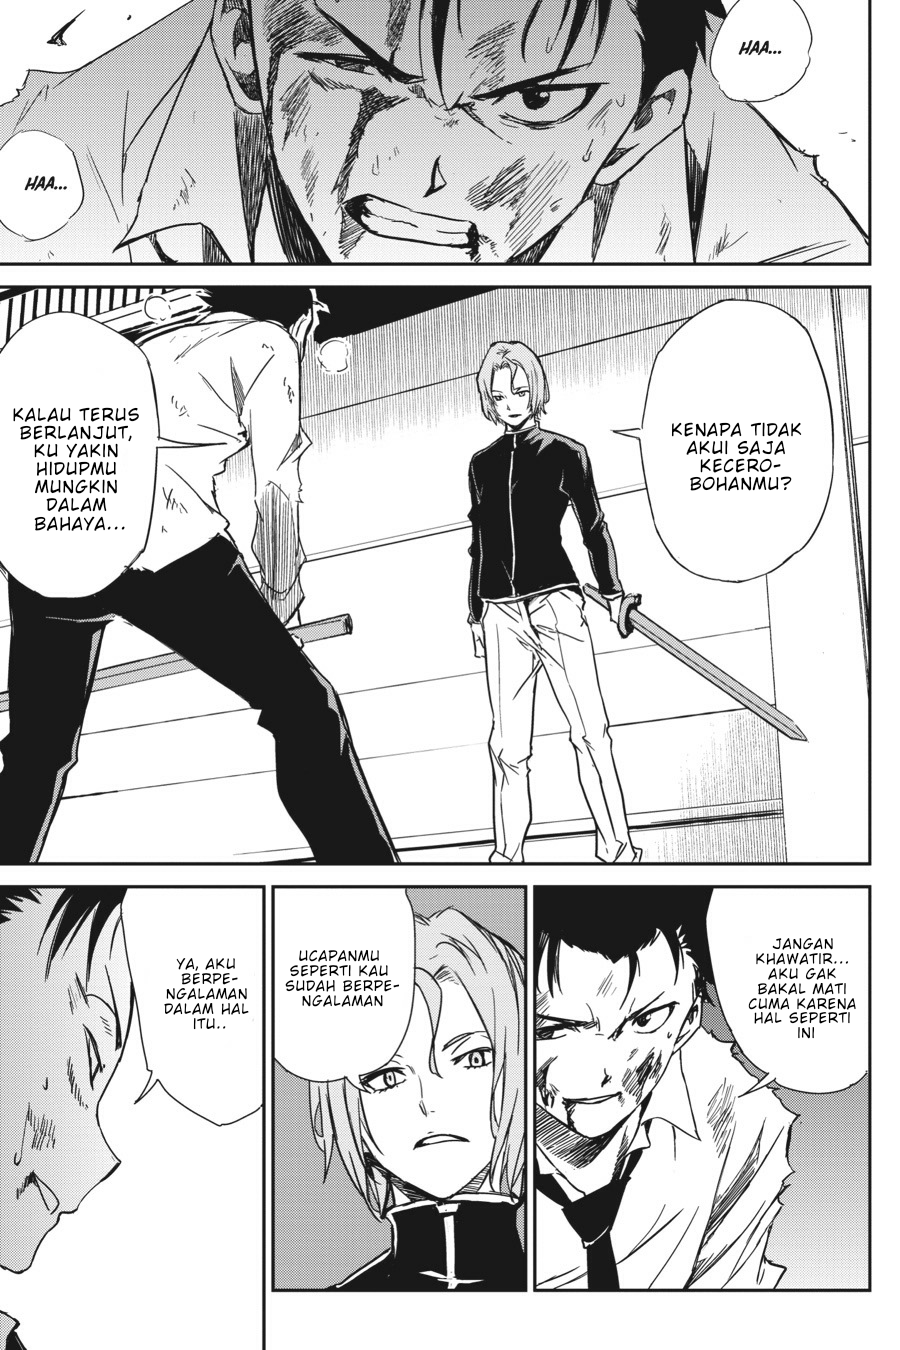 HAA...
HAA...
KENAPA TIDAK
AKUI SAJA
KECERO-
BOHANMU?
KALAU TERUS
BERLANJUT,
KU YAKIN
HIDUPMU
MUNGKIN
DALAM
BAHAYA...
JANGAN
KHAWATIR...
AKU GAK
BAKAL MATI
CUMA KARENA
HAL SEPERTI
INI
UCAPANMU
SEPERTI KAU
SUDAH BERPE-
NGALAMAN
YA, AKU
BERPE-
NGALAMAN
DALAM HAL
ITU..